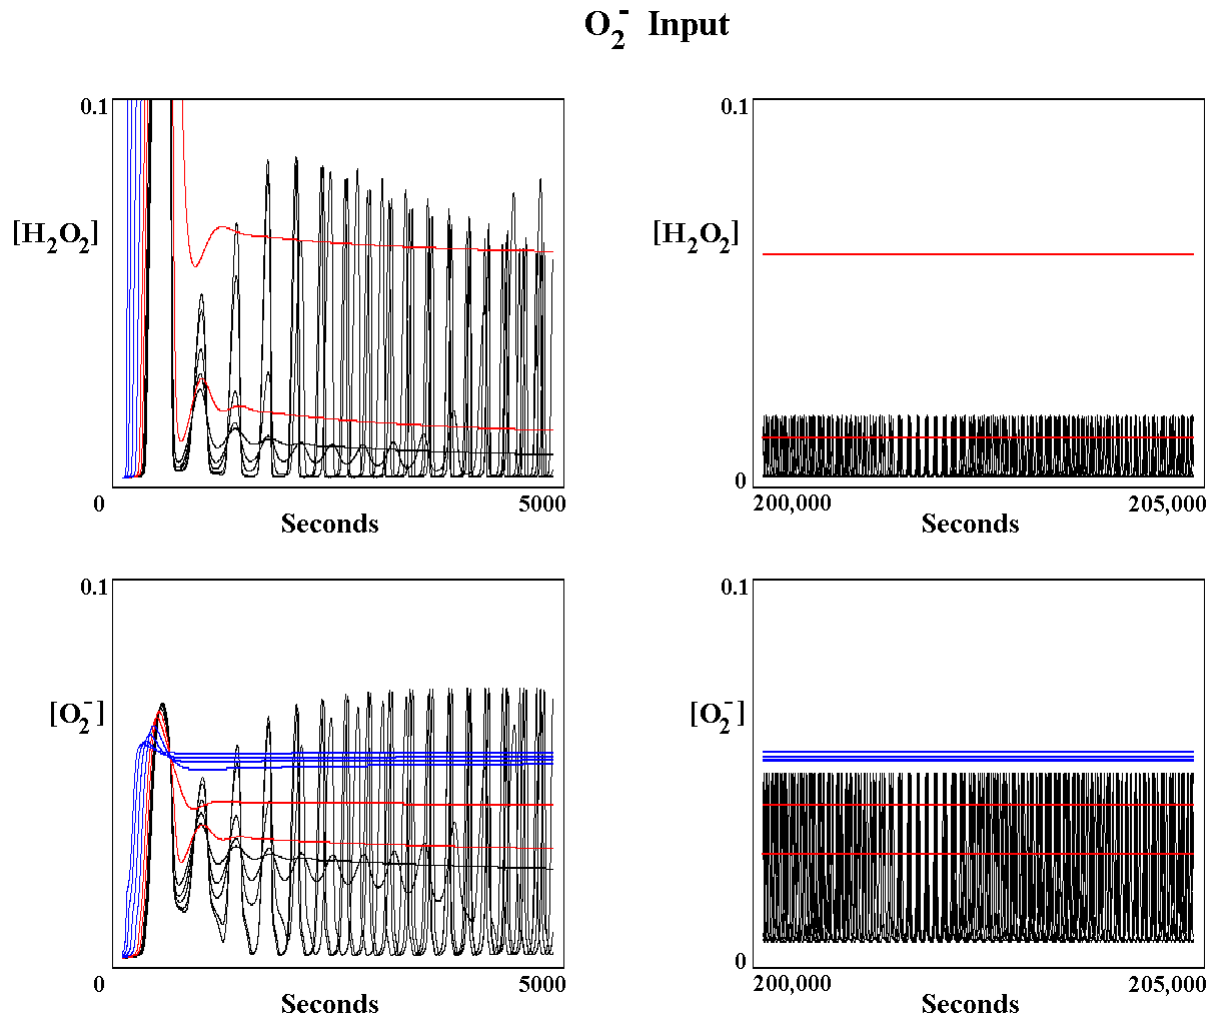 O₂⁻ Input
0.1
[H₂O₂]
0
0
5000
Seconds
0.1
[H₂O₂]
0
200,000
205,000
Seconds
0.1
[O₂⁻]
0
5000
Seconds
0.1
[O₂⁻]
0
200,000
205,000
Seconds